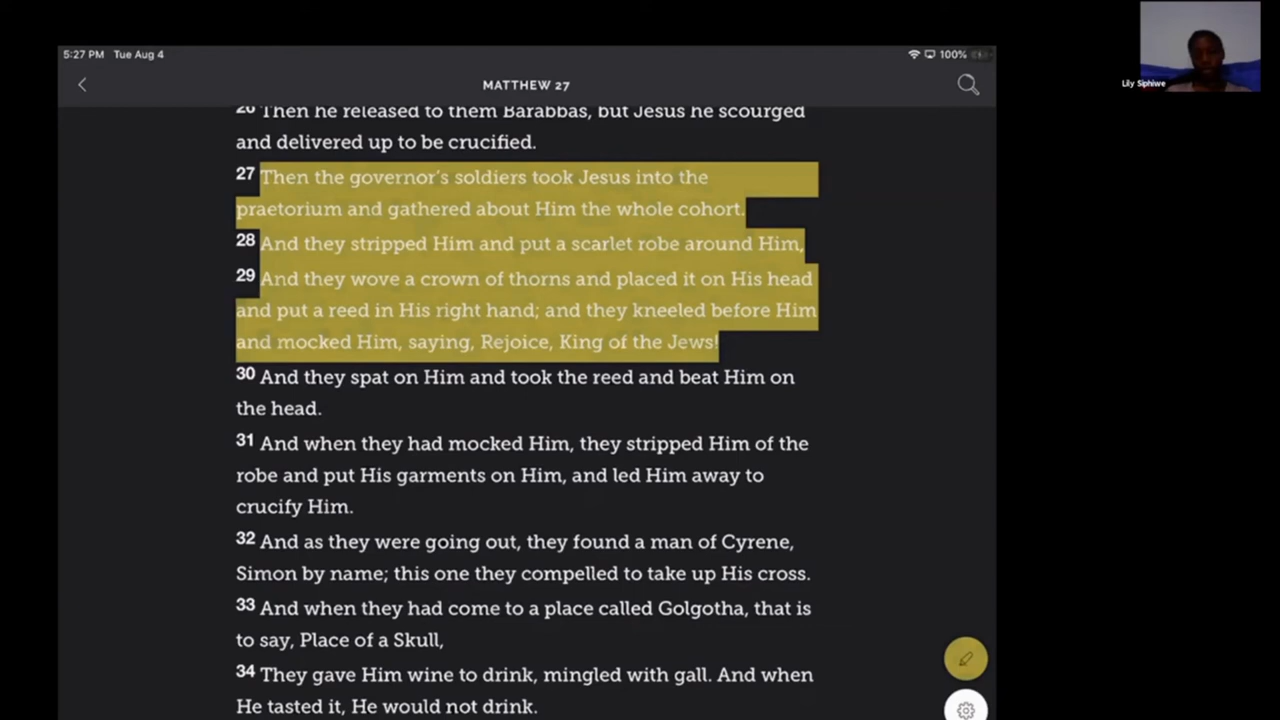 5:27 PM Tue Aug 4 100%
MATTHEW 27
Lily Siphiwe
26 Then he released to them Barabbas, but Jesus he scourged
and delivered up to be crucified.
27 Then the governor's soldiers took Jesus into the
praetorium and gathered about Him the whole cohort.
28 And they stripped Him and put a scarlet robe around Him,
29 And they wove a crown of thorns and placed it on His head
and put a reed in His right hand; and they kneeled before Him
and mocked Him, saying, Rejoice, King of the Jews!
30 And they spat on Him and took the reed and beat Him on
the head.
31 And when they had mocked Him, they stripped Him of the
robe and put His garments on Him, and led Him away to
crucify Him.
32 And as they were going out, they found a man of Cyrene,
Simon by name; this one they compelled to take up His cross.
33 And when they had come to a place called Golgotha, that is
to say, Place of a Skull,
34 They gave Him wine to drink, mingled with gall. And when
He tasted it, He would not drink.